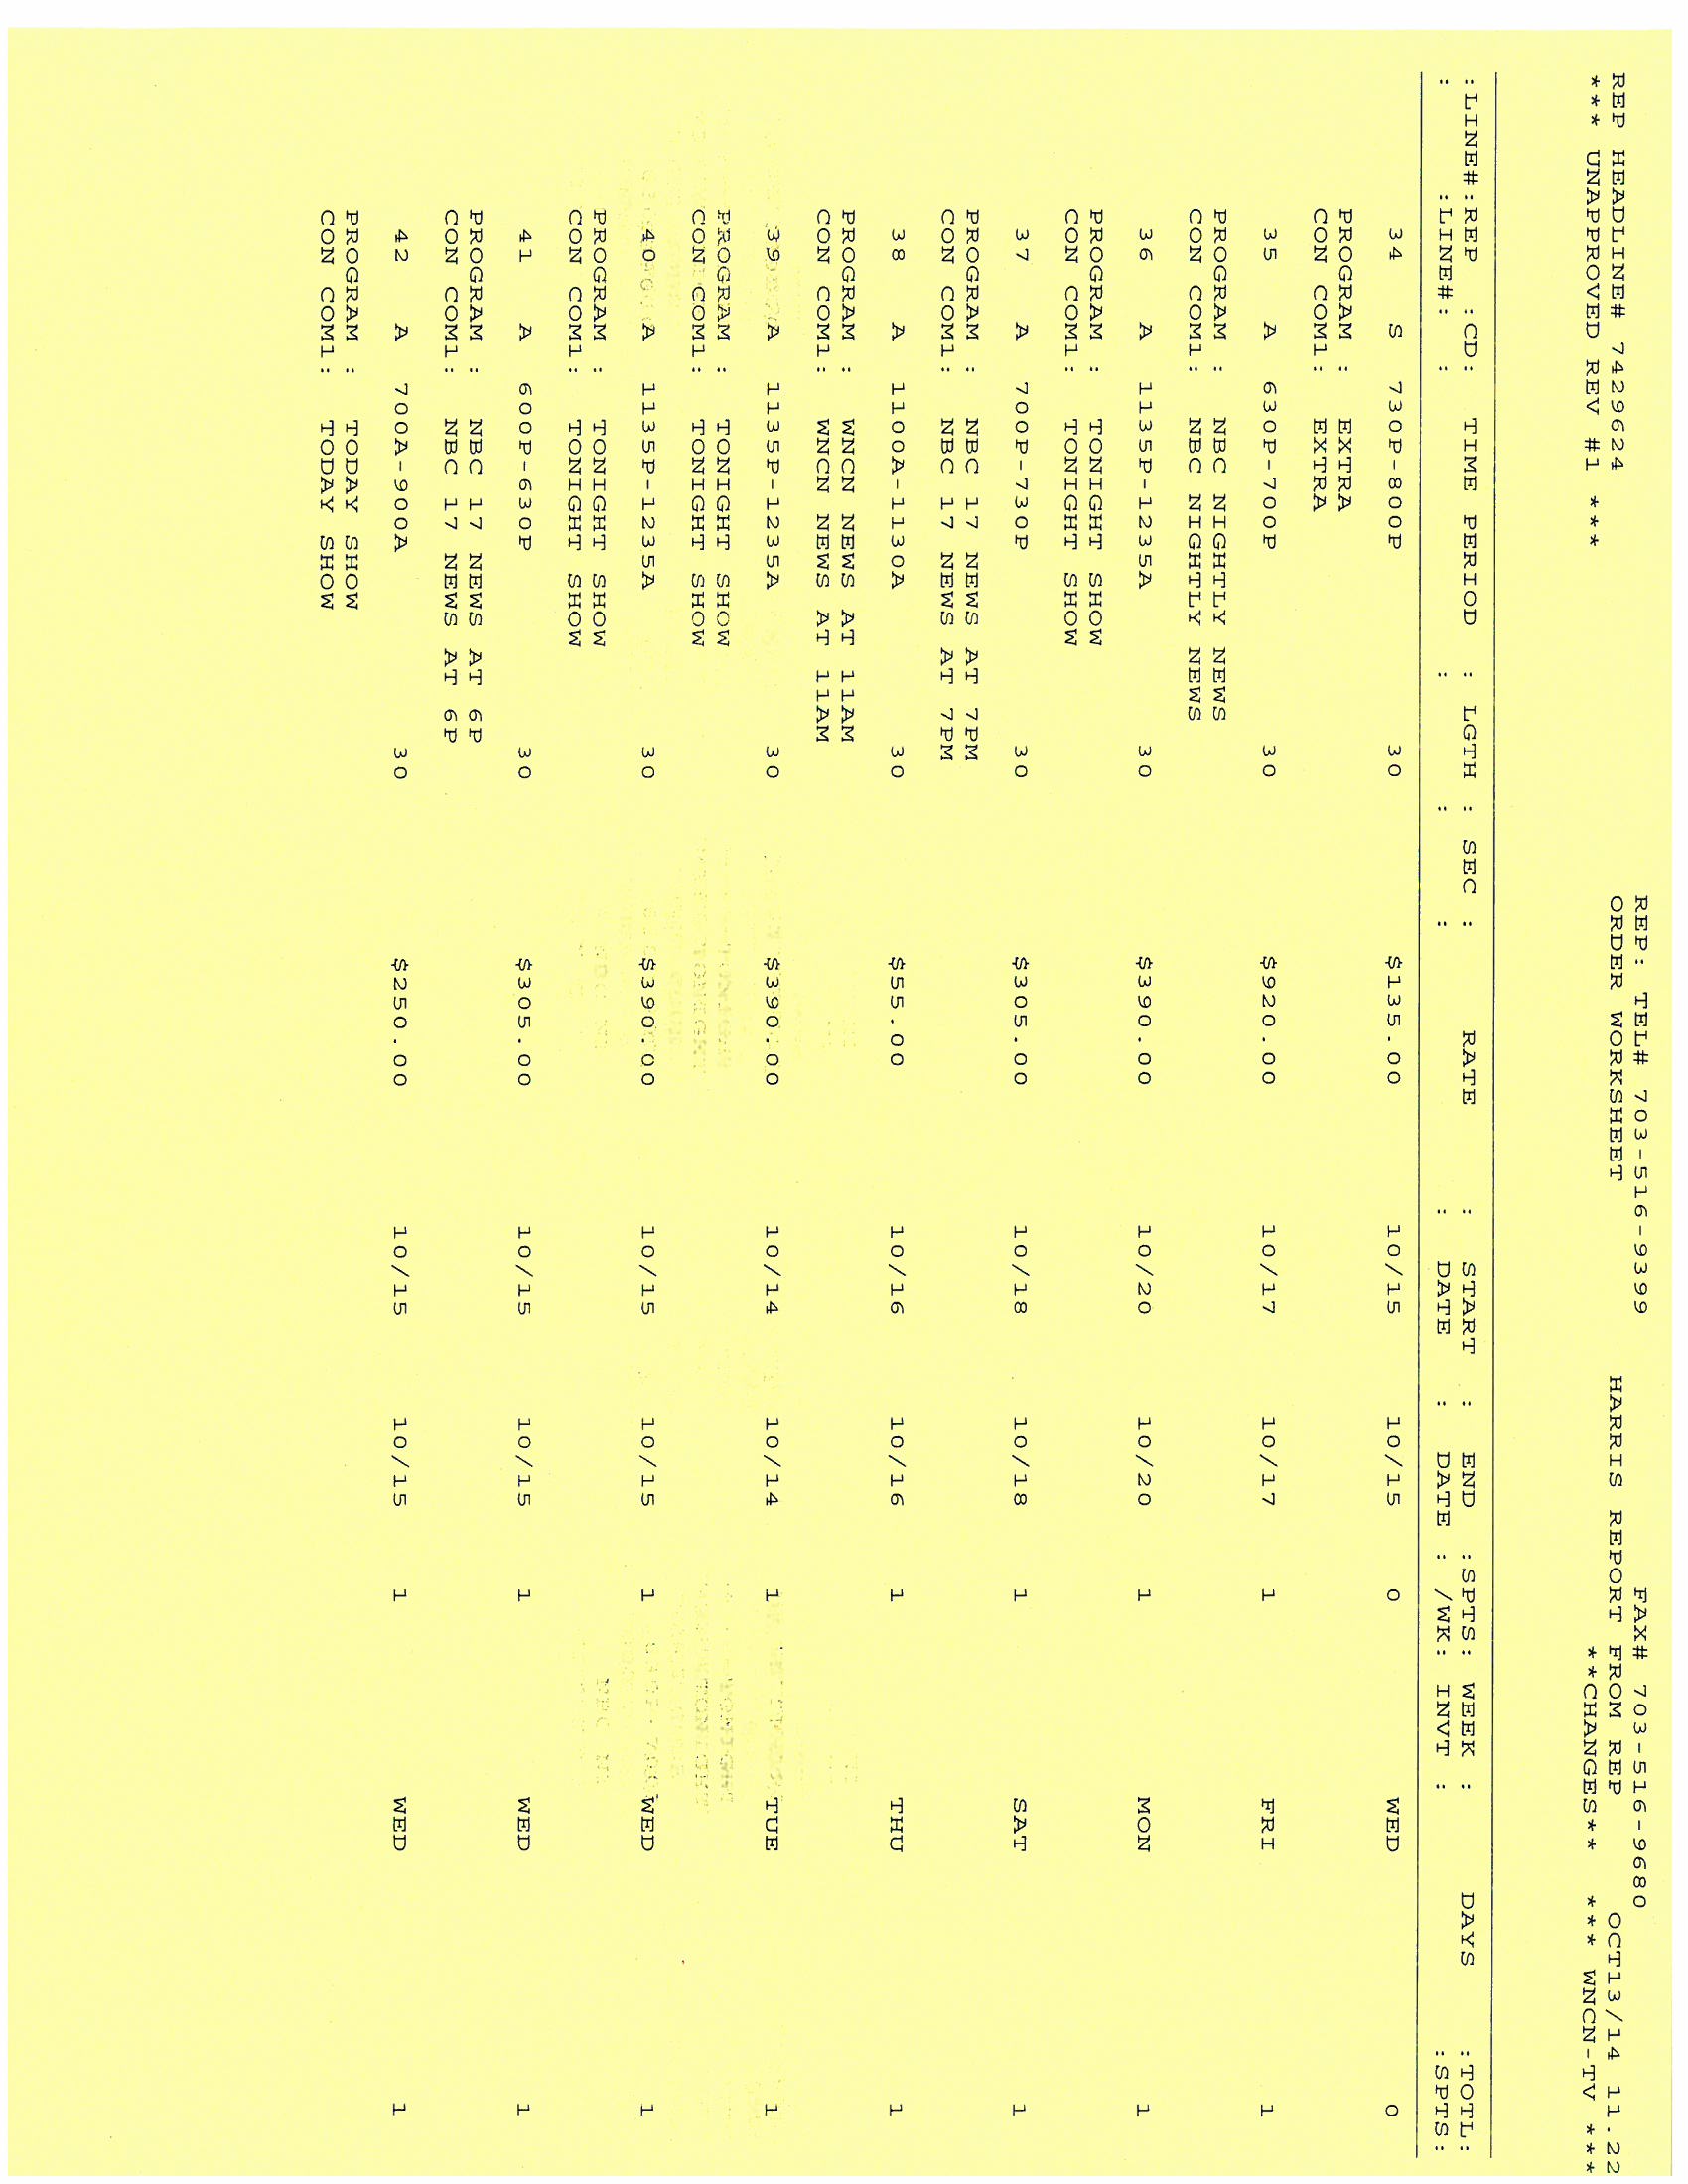 REP: TEL# 703-516-9399 FAX# 703-516-9680
REP HEADLINE# 7429624 ORDER WORKSHEET HARRIS REPORT FROM REP OCT13/14 11.22
*** UNAPPROVED REV #1 *** **CHANGES** *** WNCN-TV ***
:LINE#:REP :CD: TIME PERIOD : LGTH : SEC : RATE : START : END :SPTS: WEEK : DAYS :TOTL:
: :LINE#: : : : : DATE : DATE : /WK: INVT : :SPTS:
34 S 730P-800P 30 $135.00 10/15 10/15 0 WED 0
PROGRAM : EXTRA
CON COM1: EXTRA
35 A 630P-700P 30 $920.00 10/17 10/17 1 FRI 1
PROGRAM : NBC NIGHTLY NEWS
CON COM1: NBC NIGHTLY NEWS
36 A 1135P-1235A 30 $390.00 10/20 10/20 1 MON 1
PROGRAM : TONIGHT SHOW
CON COM1: TONIGHT SHOW
37 A 700P-730P 30 $305.00 10/18 10/18 1 SAT 1
PROGRAM : NBC 17 NEWS AT 7PM
CON COM1: NBC 17 NEWS AT 7PM
38 A 1100A-1130A 30 $55.00 10/16 10/16 1 THU 1
PROGRAM : WNCN NEWS AT 11AM
CON COM1: WNCN NEWS AT 11AM
39 A 1135P-1235A 30 $390.00 10/14 10/14 1 TUE 1
PROGRAM : TONIGHT SHOW
CON COM1: TONIGHT SHOW
40 A 1135P-1235A 30 $390.00 10/15 10/15 1 WED 1
PROGRAM : TONIGHT SHOW
CON COM1: TONIGHT SHOW
41 A 600P-630P 30 $305.00 10/15 10/15 1 WED 1
PROGRAM : NBC 17 NEWS AT 6P
CON COM1: NBC 17 NEWS AT 6P
42 A 700A-900A 30 $250.00 10/15 10/15 1 WED 1
PROGRAM : TODAY SHOW
CON COM1: TODAY SHOW